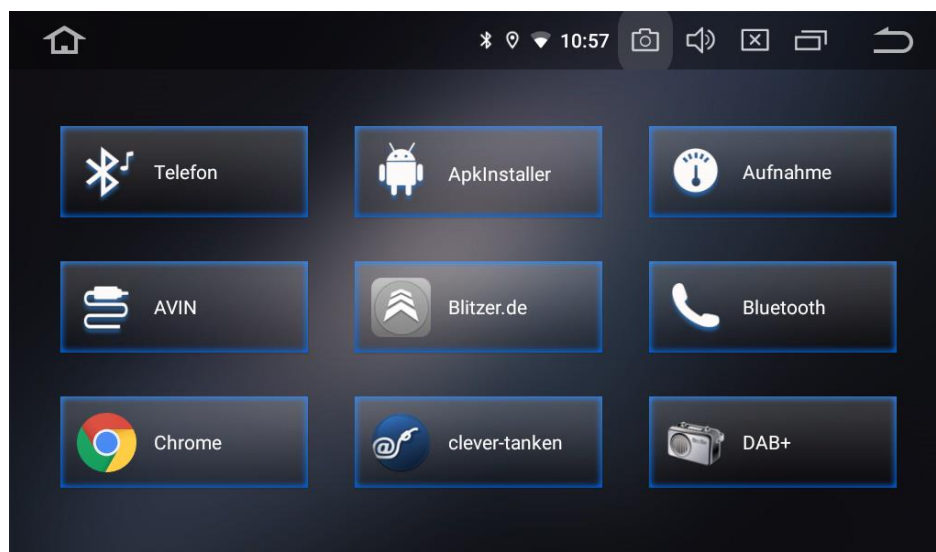 10:57
Telefon
ApkInstaller
Aufnahme
AVIN
Blitzer.de
Bluetooth
Chrome
clever-tanken
DAB+